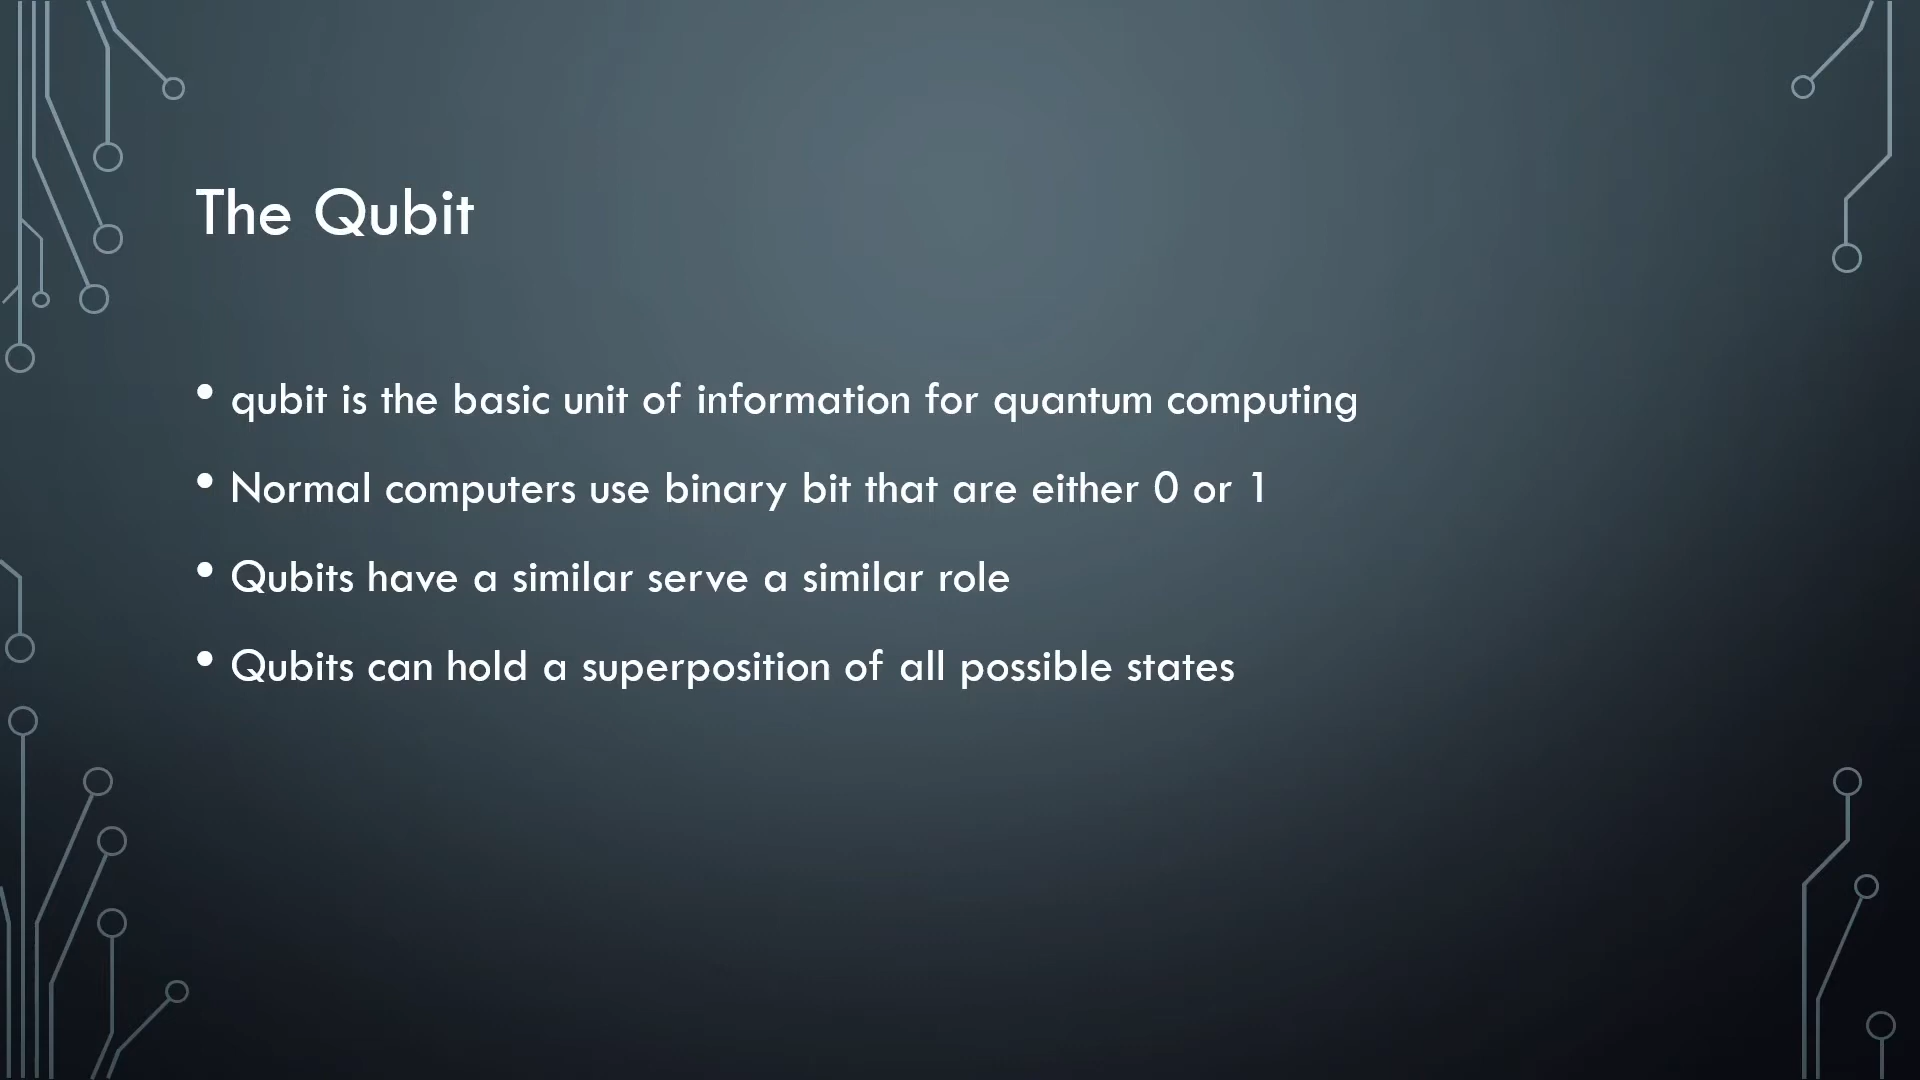 The Qubit
• qubit is the basic unit of information for quantum computing
• Normal computers use binary bit that are either 0 or 1
• Qubits have a similar serve a similar role
• Qubits can hold a superposition of all possible states